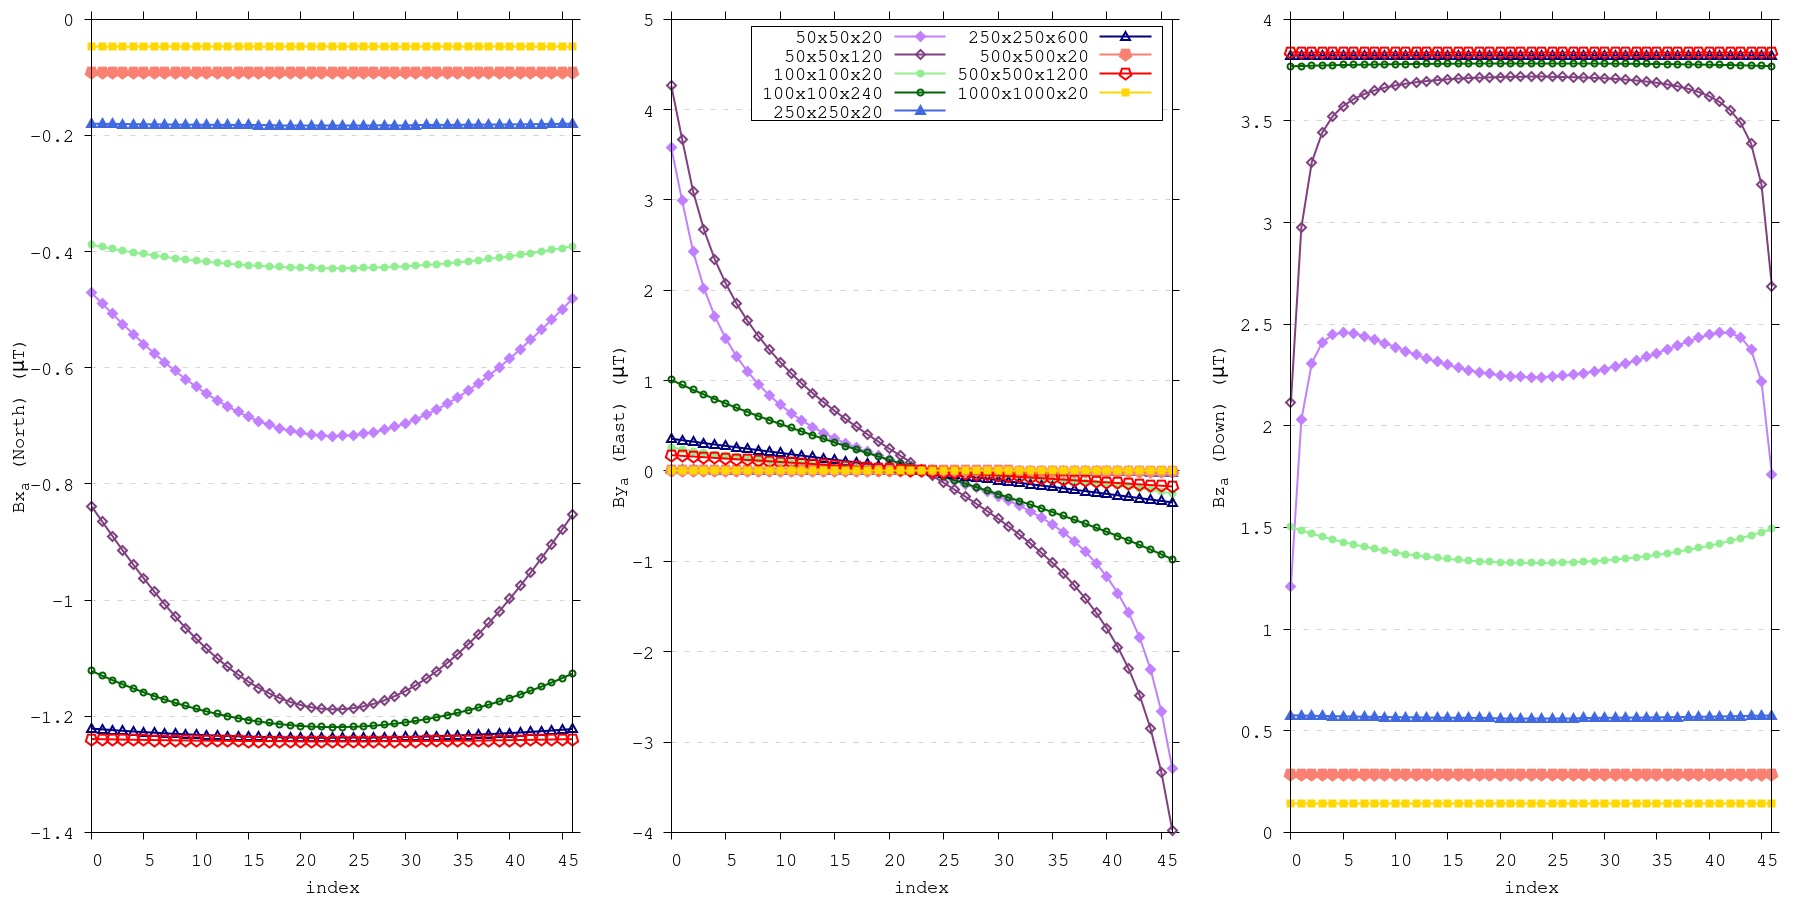 0
−0.2
−0.4
−0.6
−0.8
−1
−1.2
−1.4
0 5 10 15 20 25 30 35 40 45
index
Bxa (North) (µT)
5
4
3
2
1
0
−1
−2
−3
−4
0 5 10 15 20 25 30 35 40 45
index
Bya (East) (µT)
50x50x20
50x50x120
100x100x20
100x100x240
250x250x20
250x250x600
500x500x20
500x500x1200
1000x1000x20
4
3.5
3
2.5
2
1.5
1
0.5
0
0 5 10 15 20 25 30 35 40 45
index
Bza (Down) (µT)